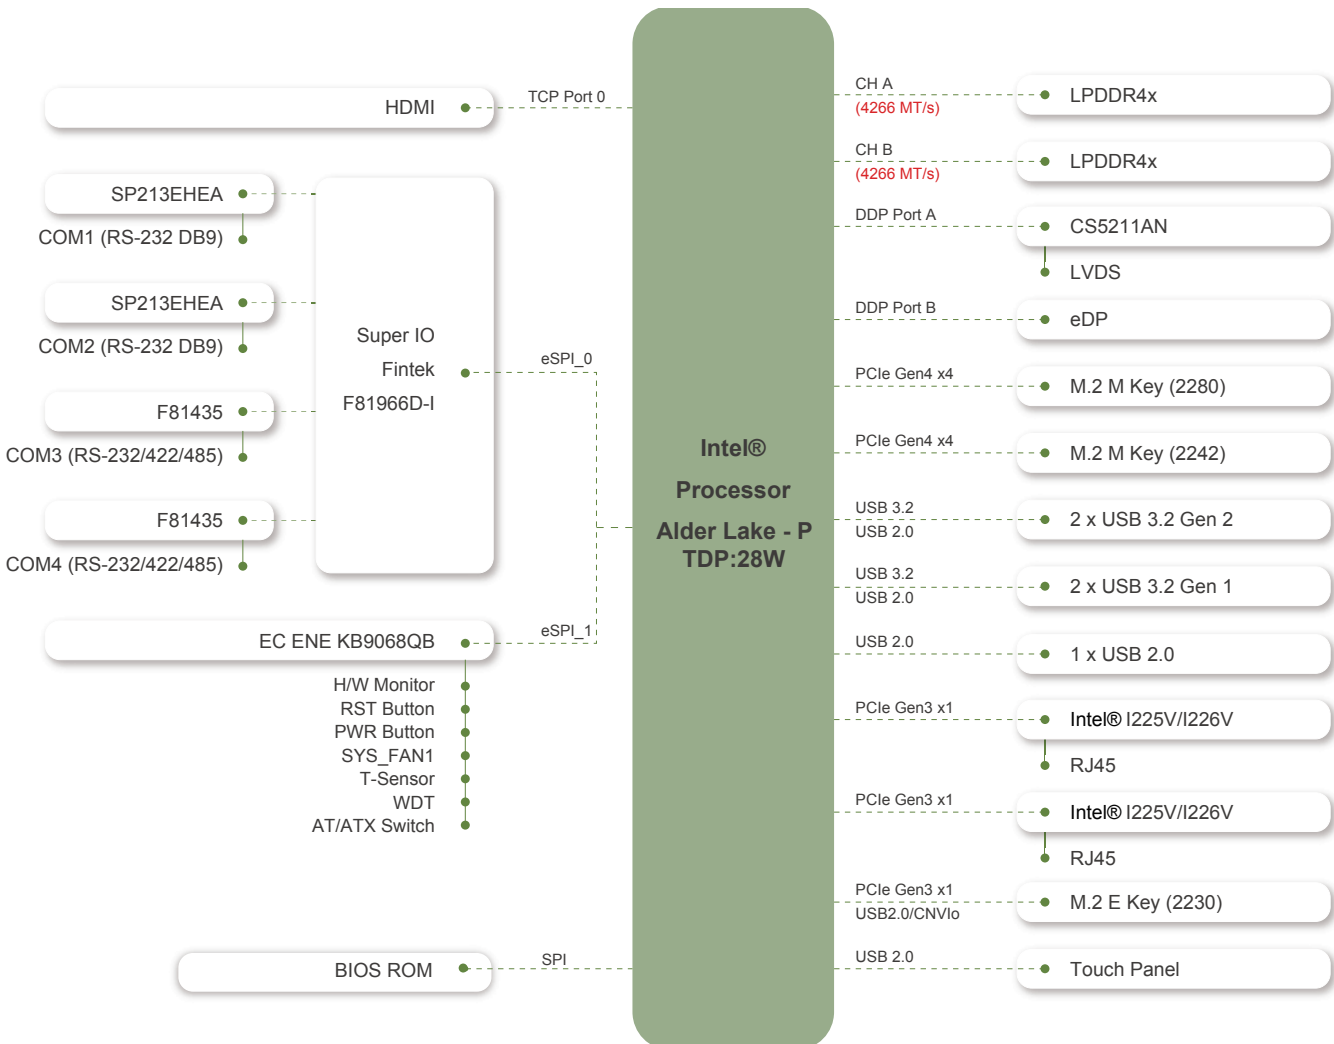 HDMI
TCP Port 0
SP213EHEA
COM1 (RS-232 DB9)
SP213EHEA
COM2 (RS-232 DB9)
F81435
COM3 (RS-232/422/485)
F81435
COM4 (RS-232/422/485)
Super IO
Fintek
F81966D-I
eSPI_0
EC ENE KB9068QB
eSPI_1
H/W Monitor
RST Button
PWR Button
SYS_FAN1
T-Sensor
WDT
AT/ATX Switch
BIOS ROM
SPI
Intel®
Processor
Alder Lake - P
TDP:28W
CH A
(4266 MT/s)
LPDDR4x
CH B
(4266 MT/s)
LPDDR4x
DDP Port A
CS5211AN
LVDS
DDP Port B
eDP
PCIe Gen4 x4
M.2 M Key (2280)
PCIe Gen4 x4
M.2 M Key (2242)
USB 3.2
USB 2.0
2 x USB 3.2 Gen 2
USB 3.2
USB 2.0
2 x USB 3.2 Gen 1
USB 2.0
1 x USB 2.0
PCIe Gen3 x1
Intel® I225V/I226V
RJ45
PCIe Gen3 x1
Intel® I225V/I226V
RJ45
PCIe Gen3 x1
USB2.0/CNVIo
M.2 E Key (2230)
USB 2.0
Touch Panel